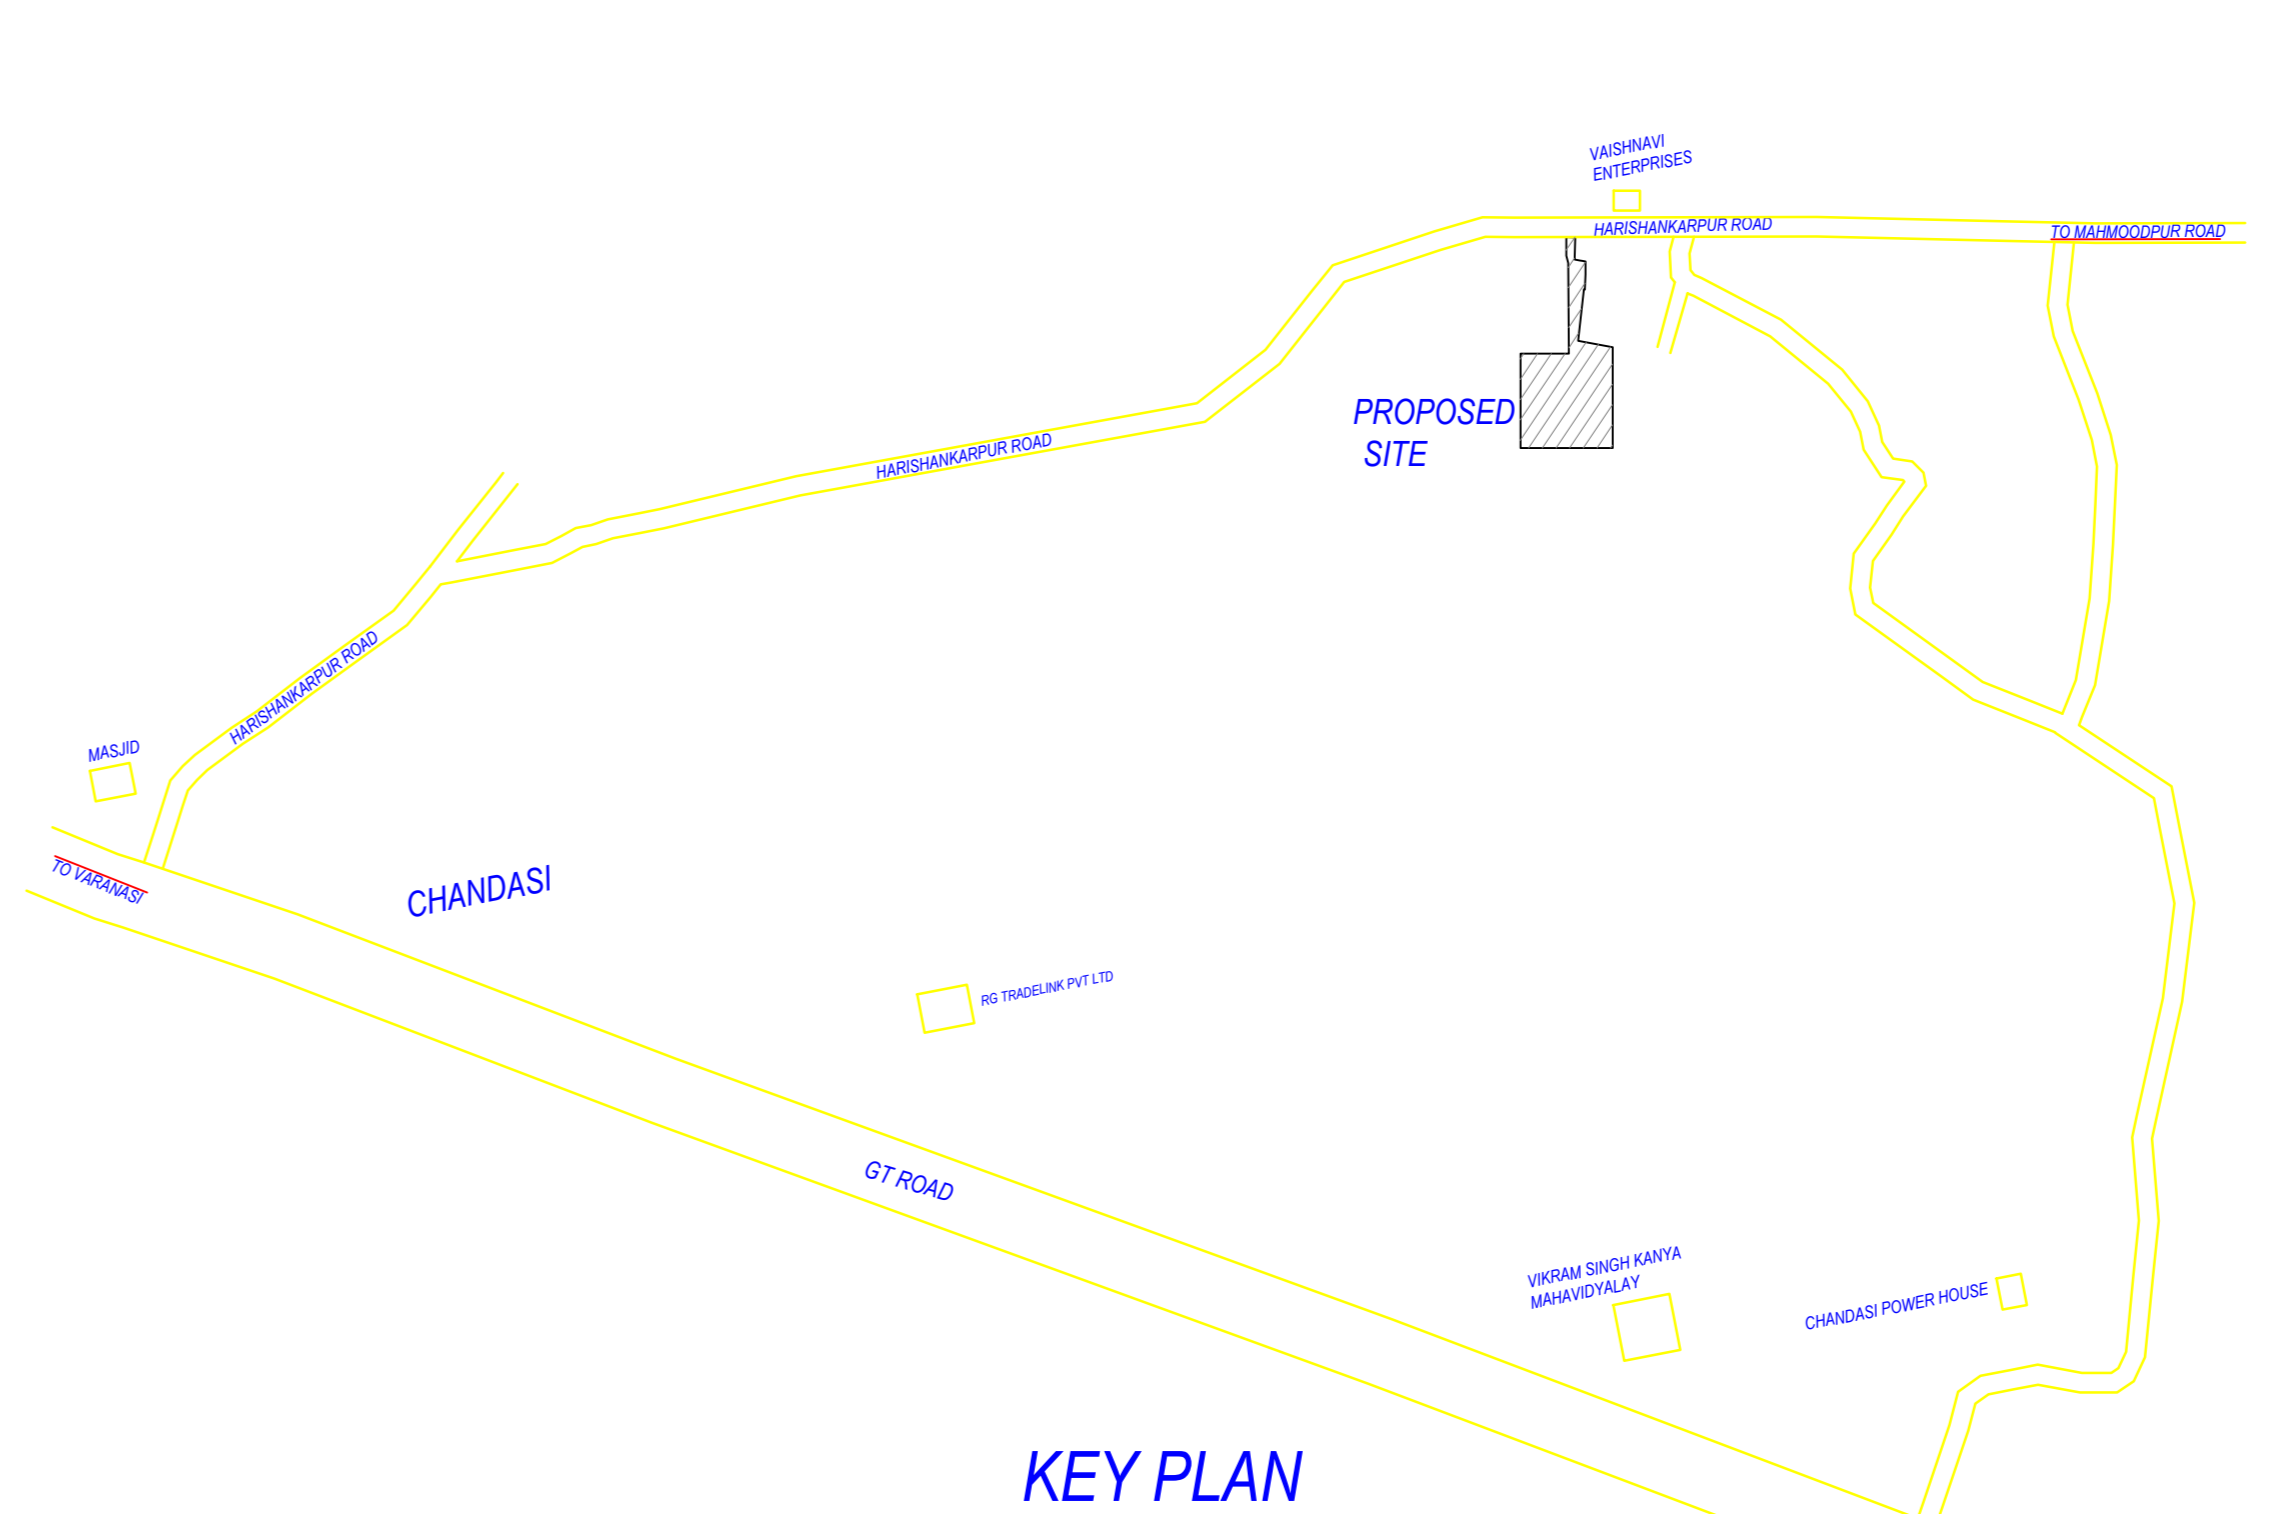 VAISHNAVI
ENTERPRISES
HARISHANKARPUR ROAD
TO MAHMOODPUR ROAD
PROPOSED
SITE
HARISHANKARPUR ROAD
HARISHANKARPUR ROAD
MASJID
TO VARANASI
CHANDASI
RG TRADELINK PVT LTD
GT ROAD
VIKRAM SINGH KANYA
MAHAVIDYALAY
CHANDASI POWER HOUSE
KEY PLAN